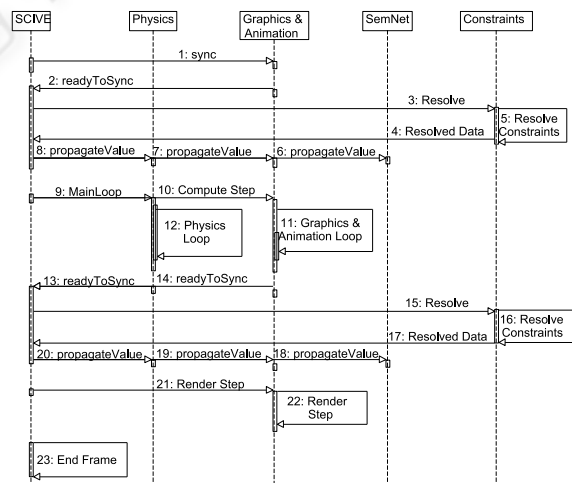 SCIVE
Physics
Graphics &
Animation
SemNet
Constraints
1: sync
2: readyToSync
3: Resolve
5: Resolve
Constraints
4: Resolved Data
8: propagateValue
7: propagateValue
6: propagateValue
9: MainLoop
10: Compute Step
12: Physics
Loop
11: Graphics &
Animation Loop
13: readyToSync
14: readyToSync
15: Resolve
16: Resolve
Constraints
17: Resolved Data
20: propagateValue
19: propagateValue
18: propagateValue
21: Render Step
22: Render
Step
23: End Frame